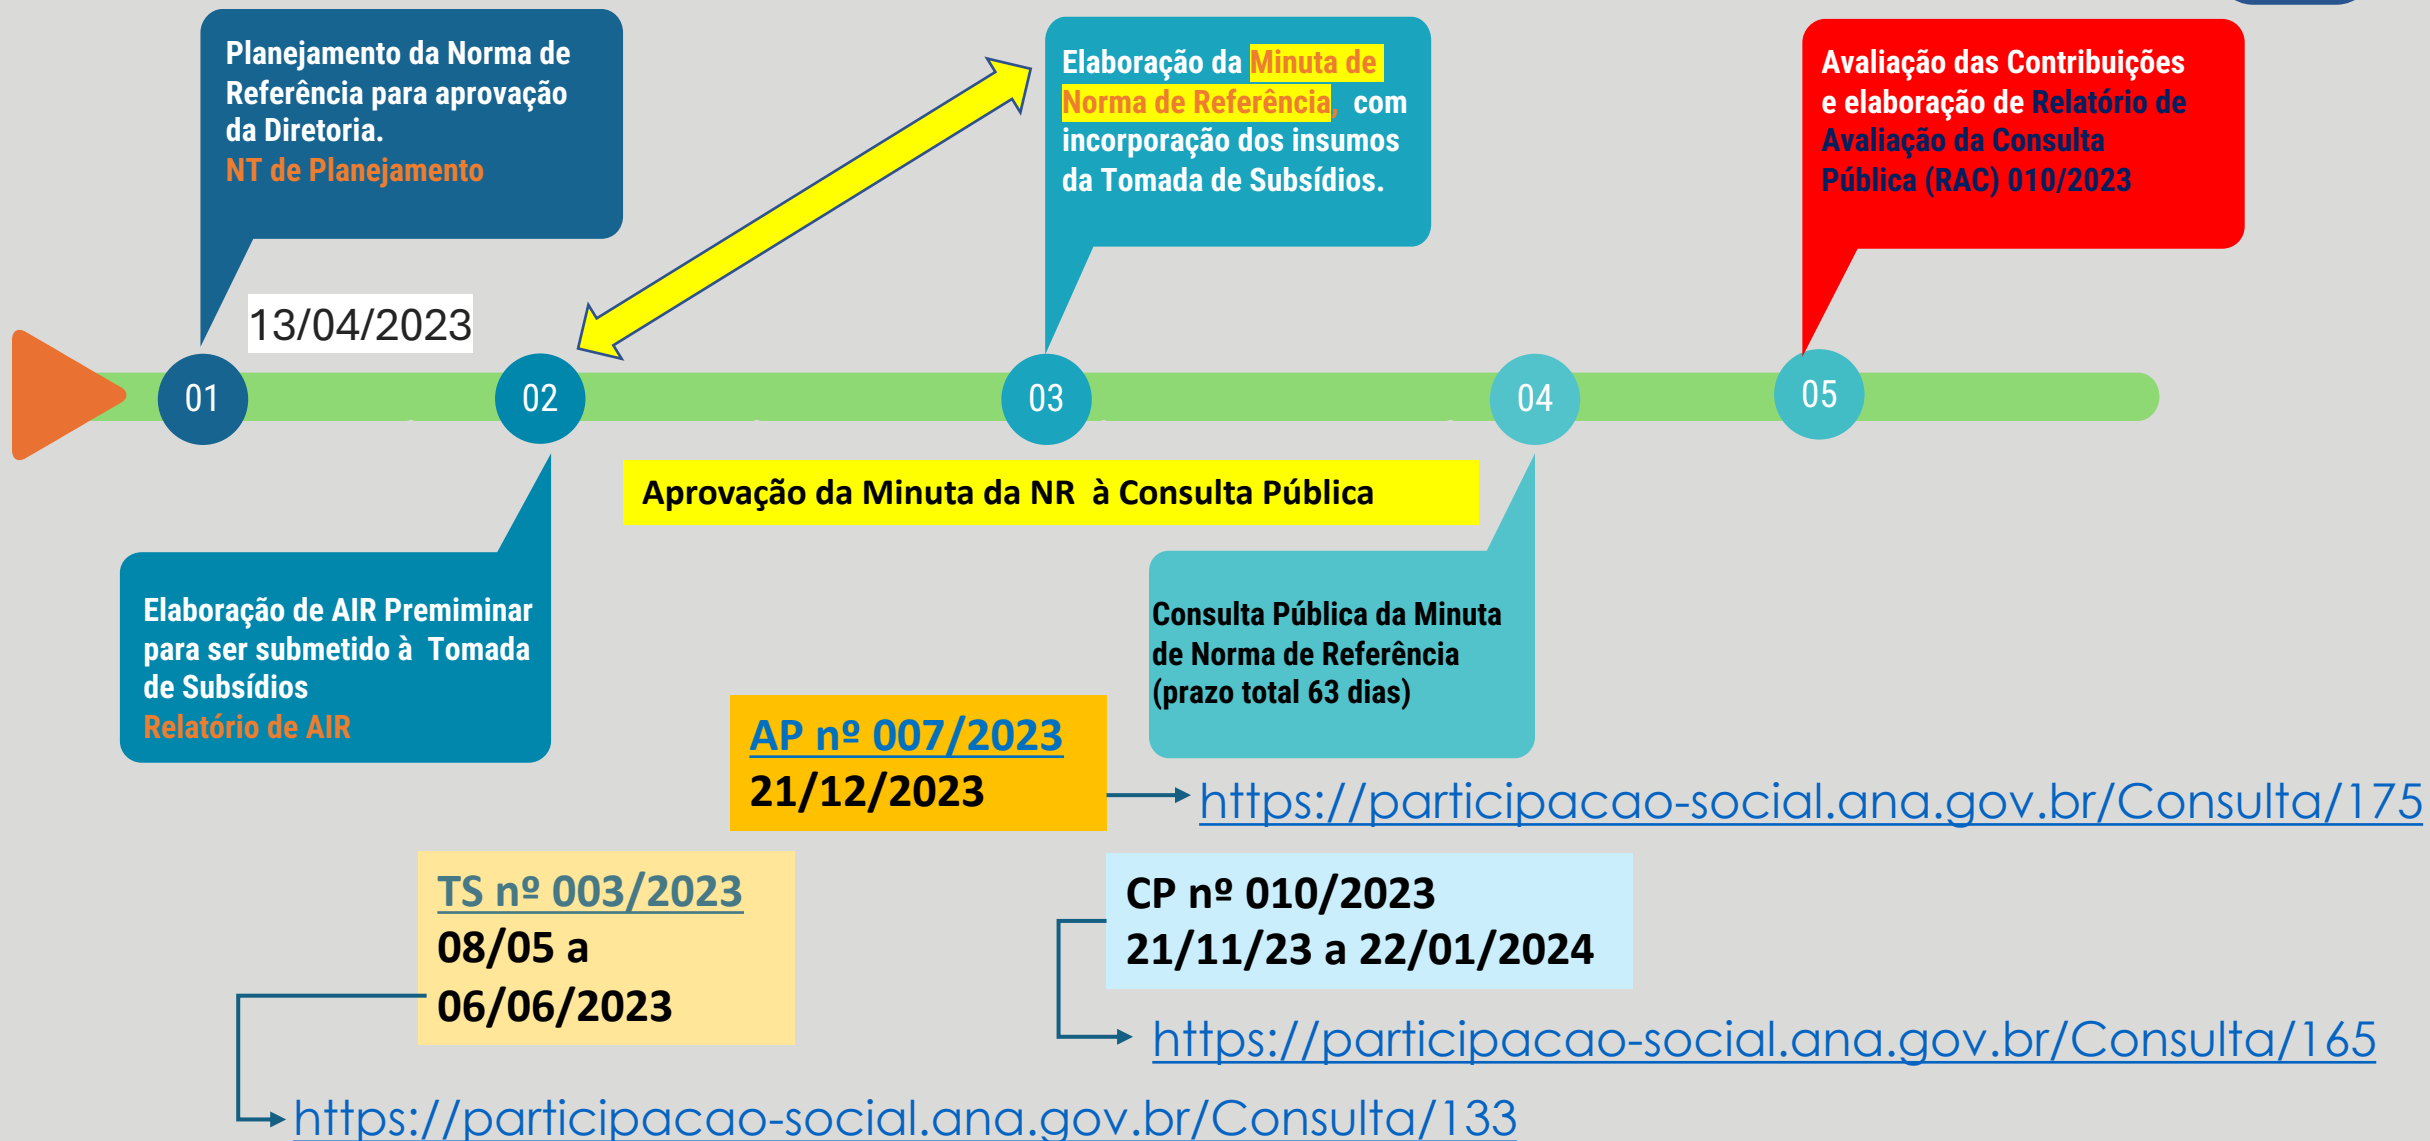 Planejamento da Norma de
Referência para aprovação
da Diretoria.
NT de Planejamento
13/04/2023
Elaboração da Minuta de
Norma de Referência, com
incorporação dos insumos
da Tomada de Subsídios.
Avaliação das Contribuições
e elaboração de Relatório de
Avaliação da Consulta
Pública (RAC) 010/2023
01
02
03
04
05
Aprovação da Minuta da NR à Consulta Pública
Elaboração de AIR Premiminar
para ser submetido à Tomada
de Subsídios
Relatório de AIR
Consulta Pública da Minuta
de Norma de Referência
(prazo total 63 dias)
AP nº 007/2023
21/12/2023
https://participacao-social.ana.gov.br/Consulta/175
TS nº 003/2023
08/05 a
06/06/2023
CP nº 010/2023
21/11/23 a 22/01/2024
https://participacao-social.ana.gov.br/Consulta/165
https://participacao-social.ana.gov.br/Consulta/133